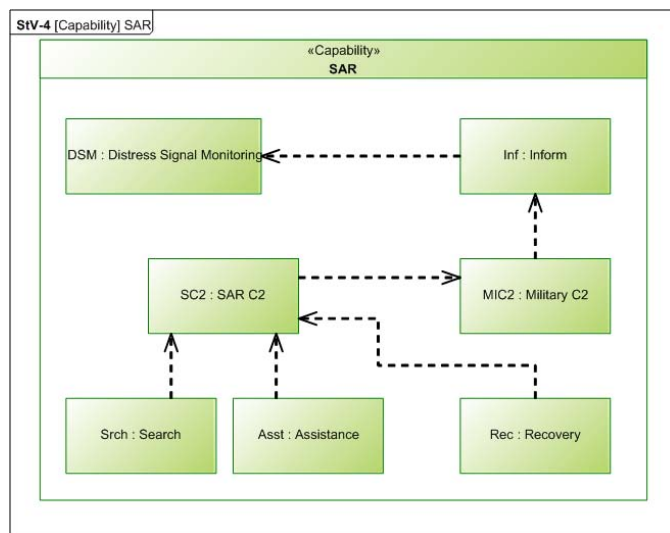 StV-4 [Capability] SAR
«Capability»
SAR
DSM : Distress Signal Monitoring
Inf : Inform
SC2 : SAR C2
MIC2 : Military C2
Srch : Search
Asst : Assistance
Rec : Recovery